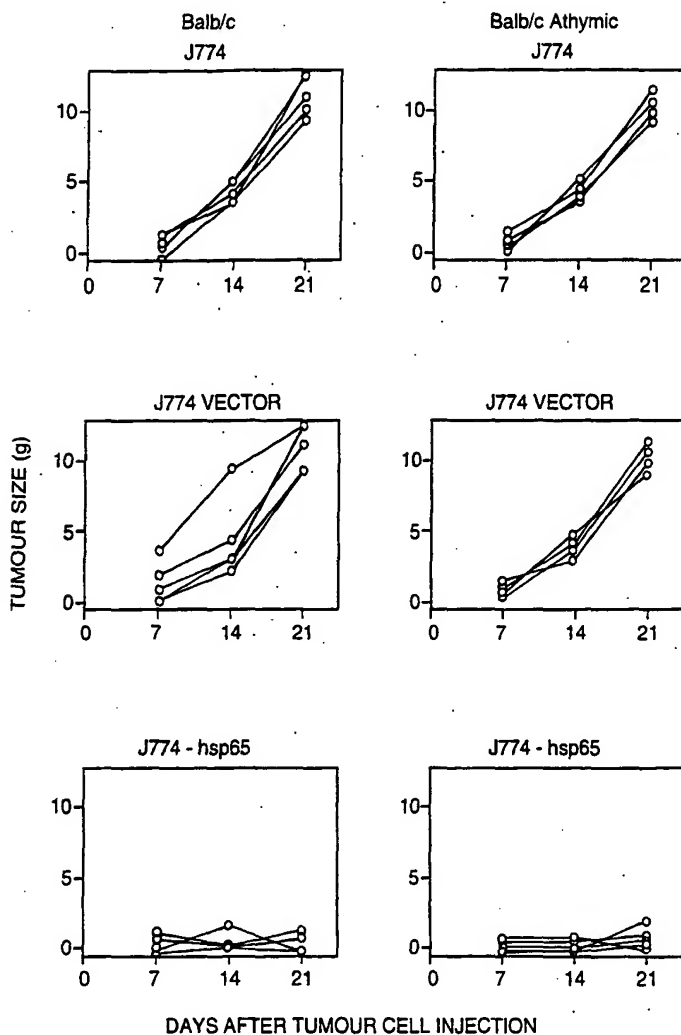 Balb/c
J774
10
5
0
0 7 14 21
Balb/c Athymic
J774
10
5
0
0 7 14 21
TUMOUR SIZE (g)
J774 VECTOR
10
5
0
0 7 14 21
J774 VECTOR
10
5
0
0 7 14 21
J774 - hsp65
10
5
0
0 7 14 21
J774 - hsp65
10
5
0
0 7 14 21
DAYS AFTER TUMOUR CELL INJECTION